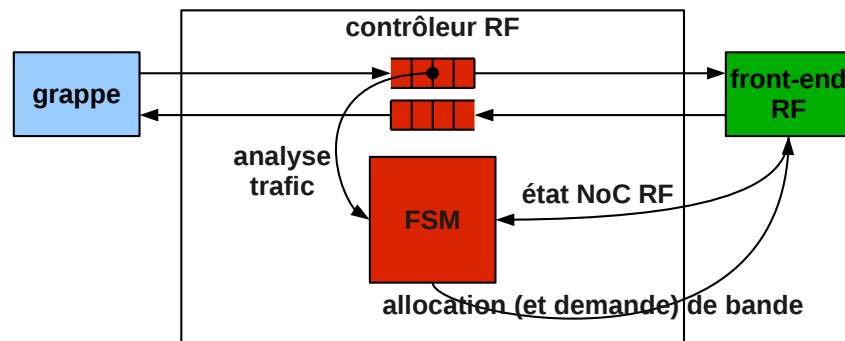 contrôleur RF
grappe
front-end
RF
analyse
trafic
état NoC RF
FSM
allocation (et demande) de bande